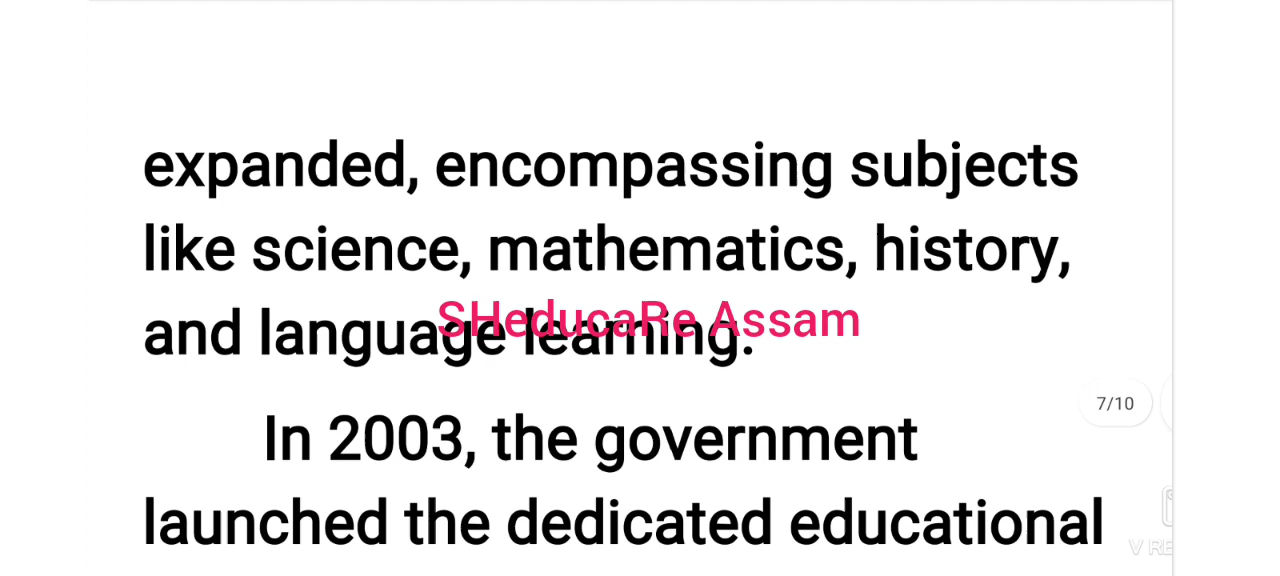 expanded, encompassing subjects
like science, mathematics, history,
SHeducaRe Assam
and language learning.
7/10
In 2003, the government
launched the dedicated educational
V RE